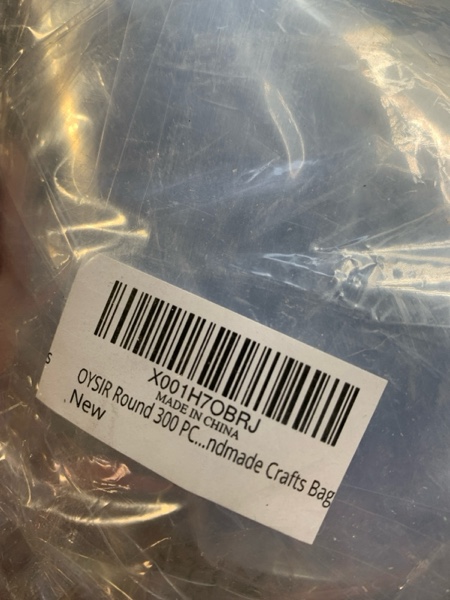 X001H7OBRJ
MADE IN CHINA
OYSIR Round 300 PC...ndmade Crafts Bag
s
New